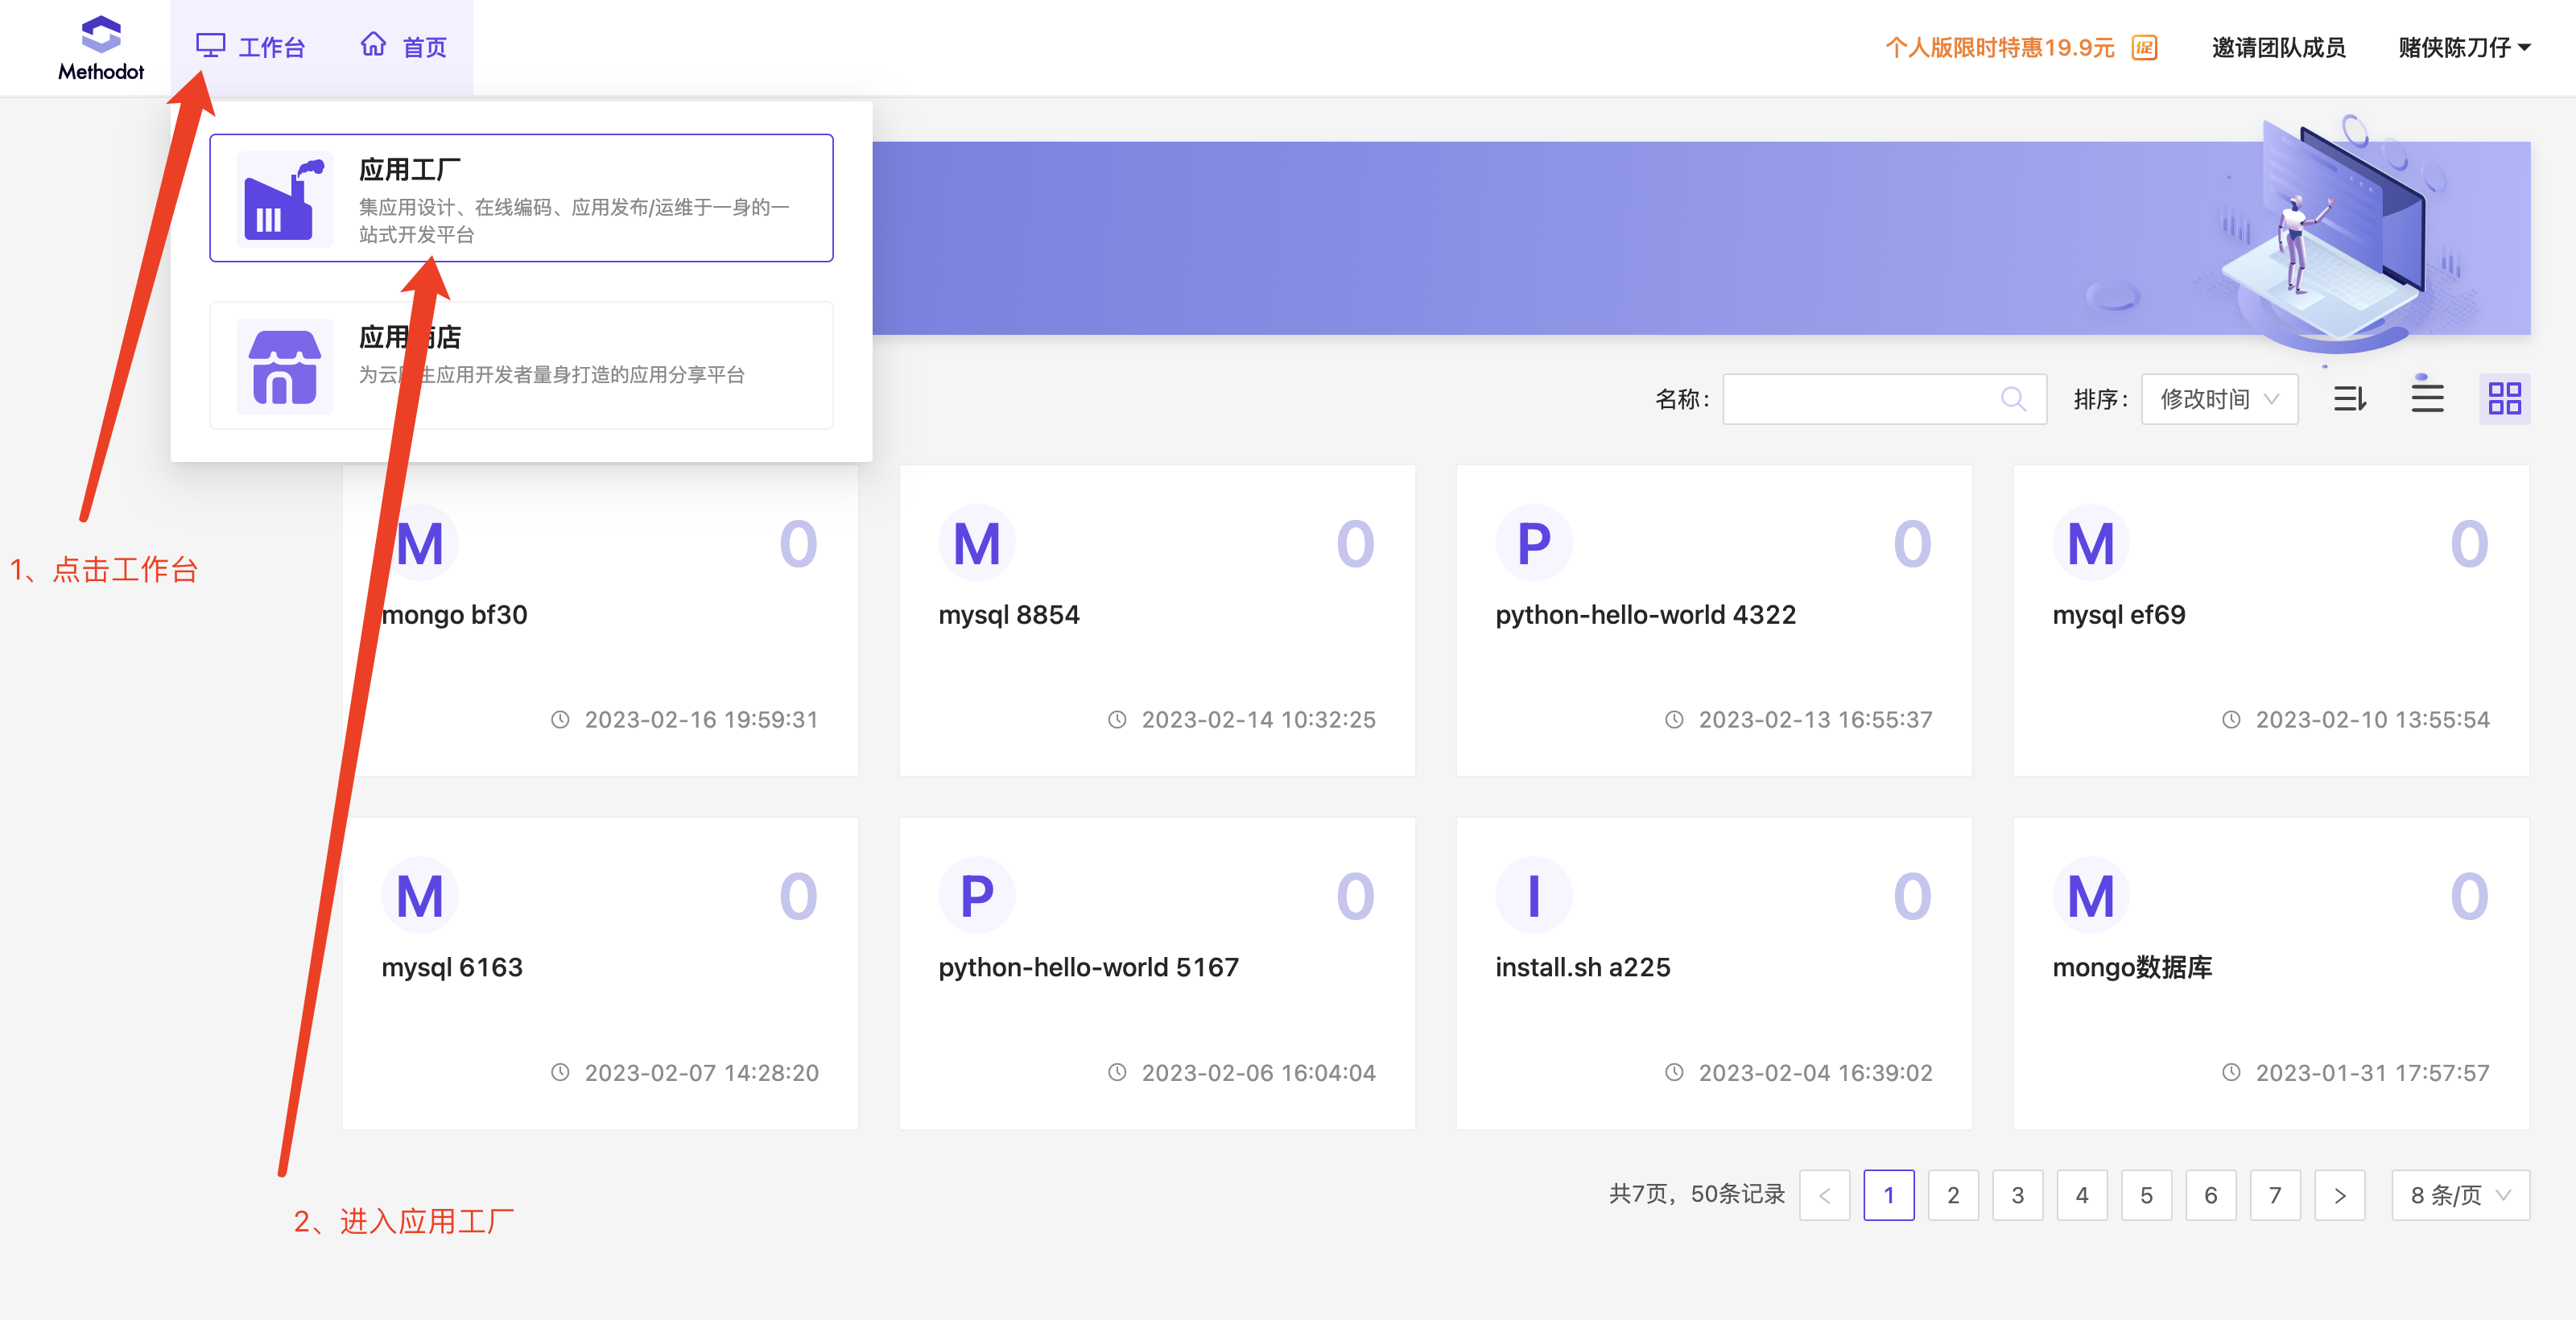 Methodot
工作台
首页
个人版限时特惠19.9元 促
邀请团队成员
赌侠陈刀仔
应用工厂
集应用设计、在线编码、应用发布/运维于一身的一
站式开发平台
应用商店
为云原生应用开发者量身打造的应用分享平台
名称:
排序:
修改时间
1、点击工作台
M 0
mongo bf30
2023-02-16 19:59:31
M 0
mysql 8854
2023-02-14 10:32:25
P 0
python-hello-world 4322
2023-02-13 16:55:37
M 0
mysql ef69
2023-02-10 13:55:54
M 0
mysql 6163
2023-02-07 14:28:20
P 0
python-hello-world 5167
2023-02-06 16:04:04
I 0
install.sh a225
2023-02-04 16:39:02
M 0
mongo数据库
2023-01-31 17:57:57
2、进入应用工厂
共7页，50条记录 < 1 2 3 4 5 6 7 > 8 条/页